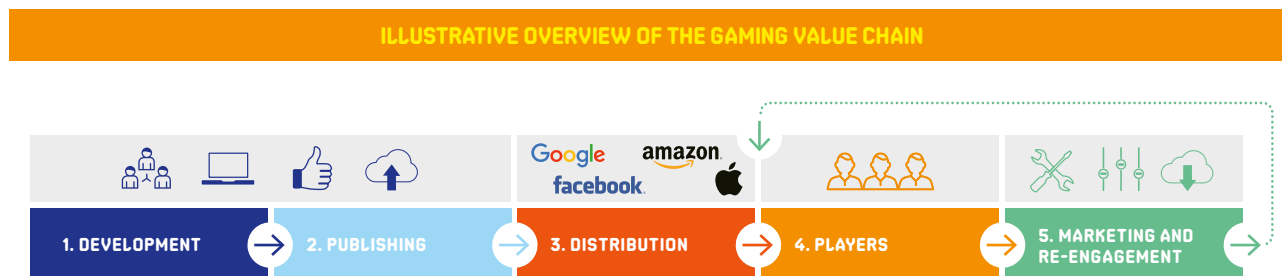 ILLUSTRATIVE OVERVIEW OF THE GAMING VALUE CHAIN
Google
amazon
facebook
1. DEVELOPMENT
2. PUBLISHING
3. DISTRIBUTION
4. PLAYERS
5. MARKETING AND
RE-ENGAGEMENT